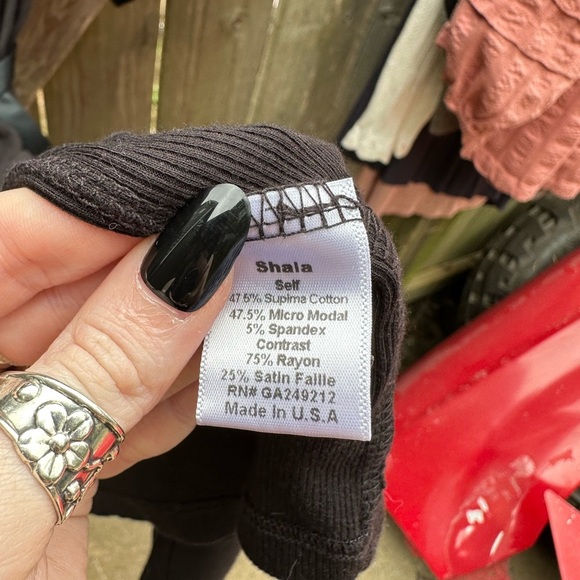 Shala
Self
47.5% Supima Cotton
47.5% Micro Modal
5% Spandex
Contrast
75% Rayon
25% Satin Faille
RN# GA249212
Made In U.S.A